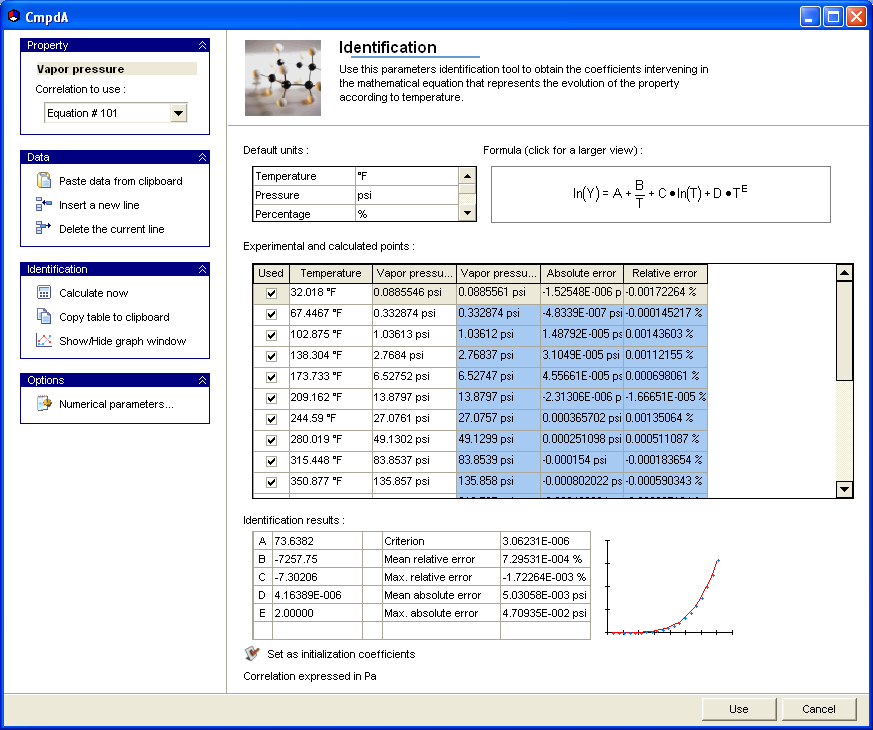 CmpdA
Property
Vapor pressure
Correlation to use :
Equation # 101
Data
Paste data from clipboard
Insert a new line
Delete the current line
Identification
Calculate now
Copy table to clipboard
Show/Hide graph window
Options
Numerical parameters...
Identification
Use this parameters identification tool to obtain the coefficients intervening in
the mathematical equation that represents the evolution of the property
according to temperature.
Default units :
Temperature °F
Pressure psi
Percentage %
Formula (click for a larger view) :
ln(Y) = A + B/T + C•ln(T) + D•T^E
Experimental and calculated points :
Used Temperature Vapor pressu... Vapor pressu... Absolute error Relative error
32.018 °F 0.0885546 psi 0.0885561 psi -1.52548E-006 p -0.00172264 %
67.4467 °F 0.332874 psi 0.332874 psi -4.8339E-007 psi -0.000145217 %
102.875 °F 1.03613 psi 1.03612 psi 1.48792E-005 ps 0.00143603 %
138.304 °F 2.7684 psi 2.76837 psi 3.1049E-005 psi 0.00112155 %
173.733 °F 6.52752 psi 6.52747 psi 4.55661E-005 ps 0.000698061 %
209.162 °F 13.8797 psi 13.8797 psi -2.31306E-006 p -1.66651E-005 %
244.59 °F 27.0761 psi 27.0757 psi 0.000365702 psi 0.00135064 %
280.019 °F 49.1302 psi 49.1299 psi 0.000251098 psi 0.000511087 %
315.448 °F 83.8537 psi 83.8539 psi -0.000154 psi -0.000183654 %
350.877 °F 135.857 psi 135.858 psi -0.000802022 ps -0.000590343 %
Identification results :
A 73.6382 Criterion 3.06231E-006
B -7257.75 Mean relative error 7.29531E-004 %
C -7.30206 Max. relative error -1.72264E-003 %
D 4.16389E-006 Mean absolute error 5.03058E-003 psi
E 2.00000 Max. absolute error 4.70935E-002 psi
Set as initialization coefficients
Correlation expressed in Pa
Use
Cancel